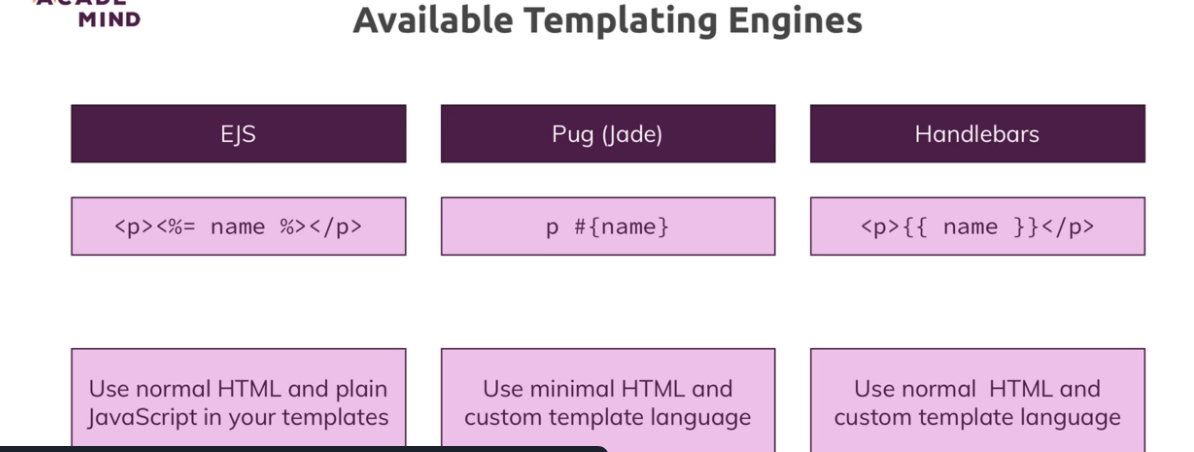 ACADE
MIND
Available Templating Engines
EJS
Pug (Jade)
Handlebars
<p><%= name %></p>
p #{name}
<p>{{ name }}</p>
Use normal HTML and plain
JavaScript in your templates
Use minimal HTML and
custom template language
Use normal HTML and
custom template language